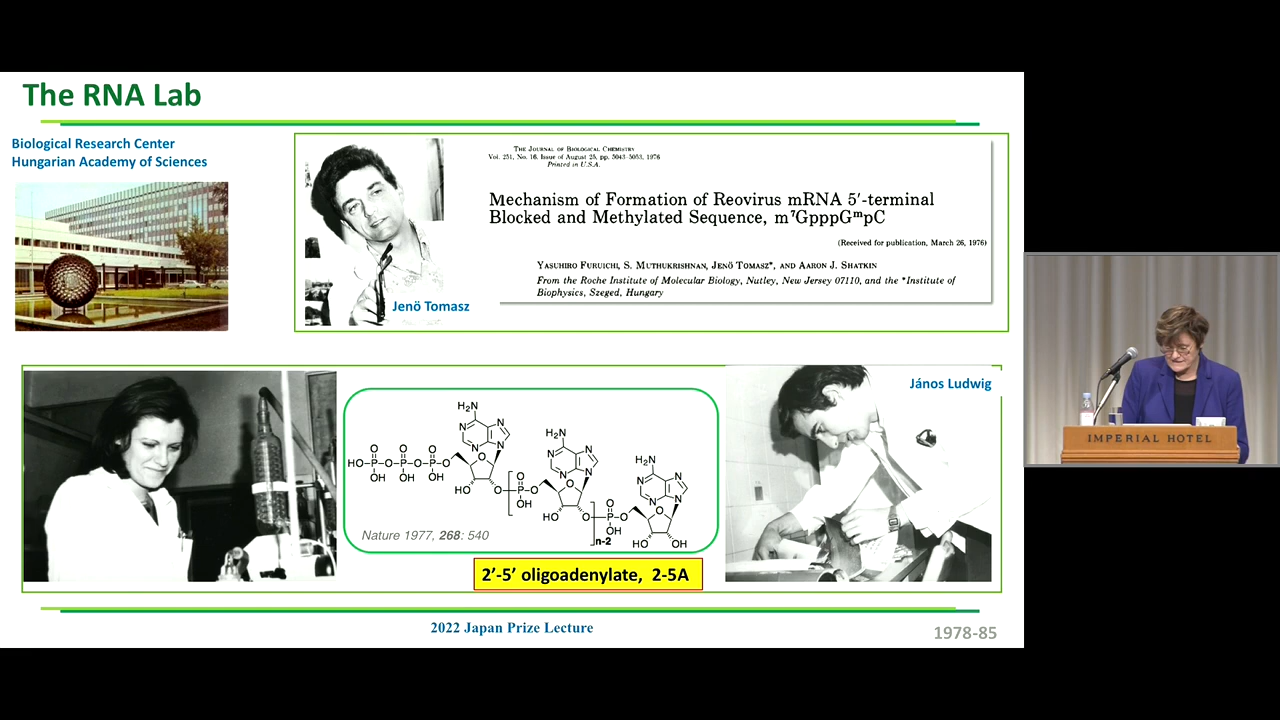 The RNA Lab
Biological Research Center
Hungarian Academy of Sciences
THE JOURNAL OF BIOLOGICAL CHEMISTRY
Vol. 251, No. 16, Issue of August 25, pp. 5043-5053, 1976
Printed in U.S.A.
Mechanism of Formation of Reovirus mRNA 5′-terminal
Blocked and Methylated Sequence, m⁷GpppGᵐpC
(Received for publication, March 26, 1976)
YASUHIRO FURUICHI, S. MUTHUKRISHNAN, JENÖ TOMASZ*, AND AARON J. SHATKIN
From the Roche Institute of Molecular Biology, Nutley, New Jersey 07110, and the *Institute of
Biophysics, Szeged, Hungary
Jenö Tomasz
János Ludwig
H₂N
N
N
N
N
O
O
O
HO
P
O
P
O
P
O
O
OH
OH
OH
HO
O
H₂N
N
N
N
N
O
P
O
O
OH
HO
O
n-2
H₂N
N
N
N
N
O
P
O
O
OH
HO
OH
Nature 1977, 268: 540
2’-5’ oligoadenylate, 2-5A
2022 Japan Prize Lecture
1978-85
IMPERIAL HOTEL